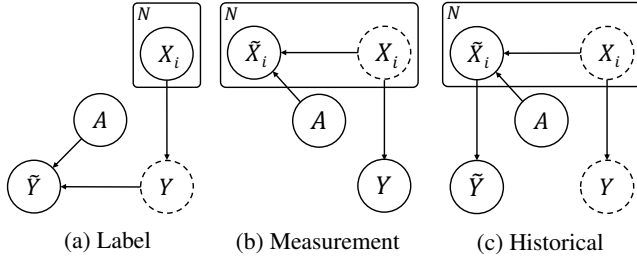 N
X_i
A
Ỹ
Y
(a) Label
N
X̃_i
X_i
A
Y
(b) Measurement
N
X̃_i
X_i
A
Ỹ
Y
(c) Historical